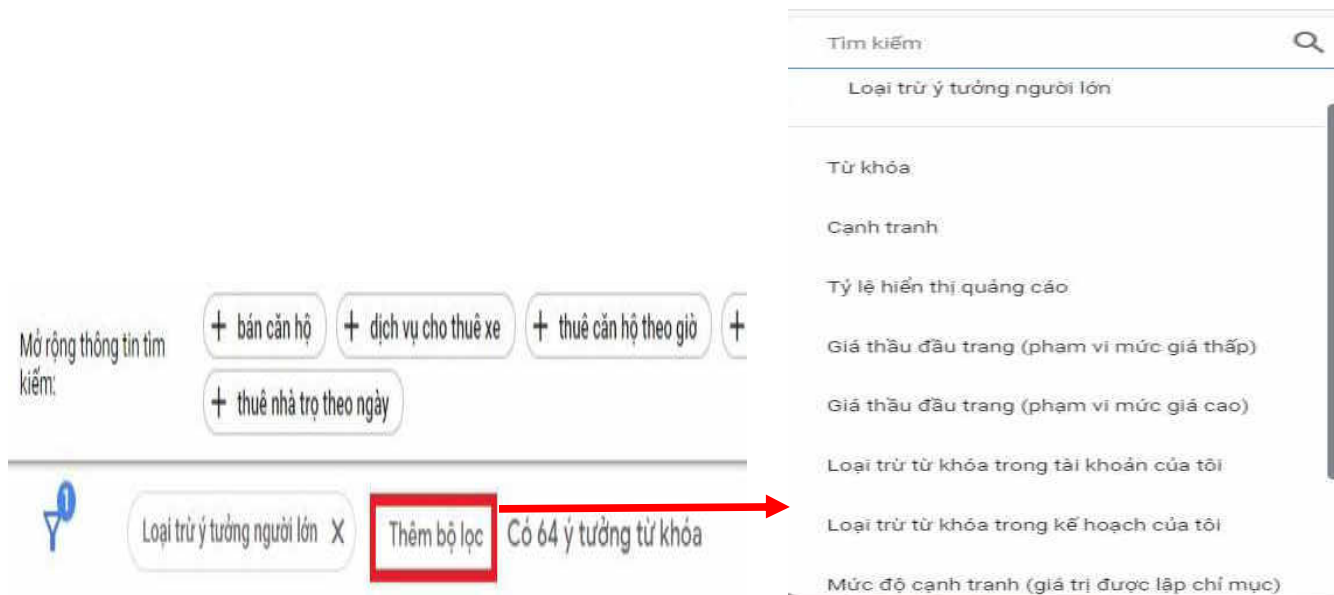 Mở rộng thông tin tìm
kiếm:
+ bán căn hộ
+ dịch vụ cho thuê xe
+ thuê căn hộ theo giờ
+
+ thuê nhà trọ theo ngày
1
Loại trừ ý tưởng người lớn X
Thêm bộ lọc
Có 64 ý tưởng từ khóa
Tìm kiếm
Loại trừ ý tưởng người lớn
Từ khóa
Cạnh tranh
Tỷ lệ hiển thị quảng cáo
Giá thầu đầu trang (phạm vi mức giá thấp)
Giá thầu đầu trang (phạm vi mức giá cao)
Loại trừ từ khóa trong tài khoản của tôi
Loại trừ từ khóa trong kế hoạch của tôi
Mức độ cạnh tranh (giá trị được lập chỉ mục)